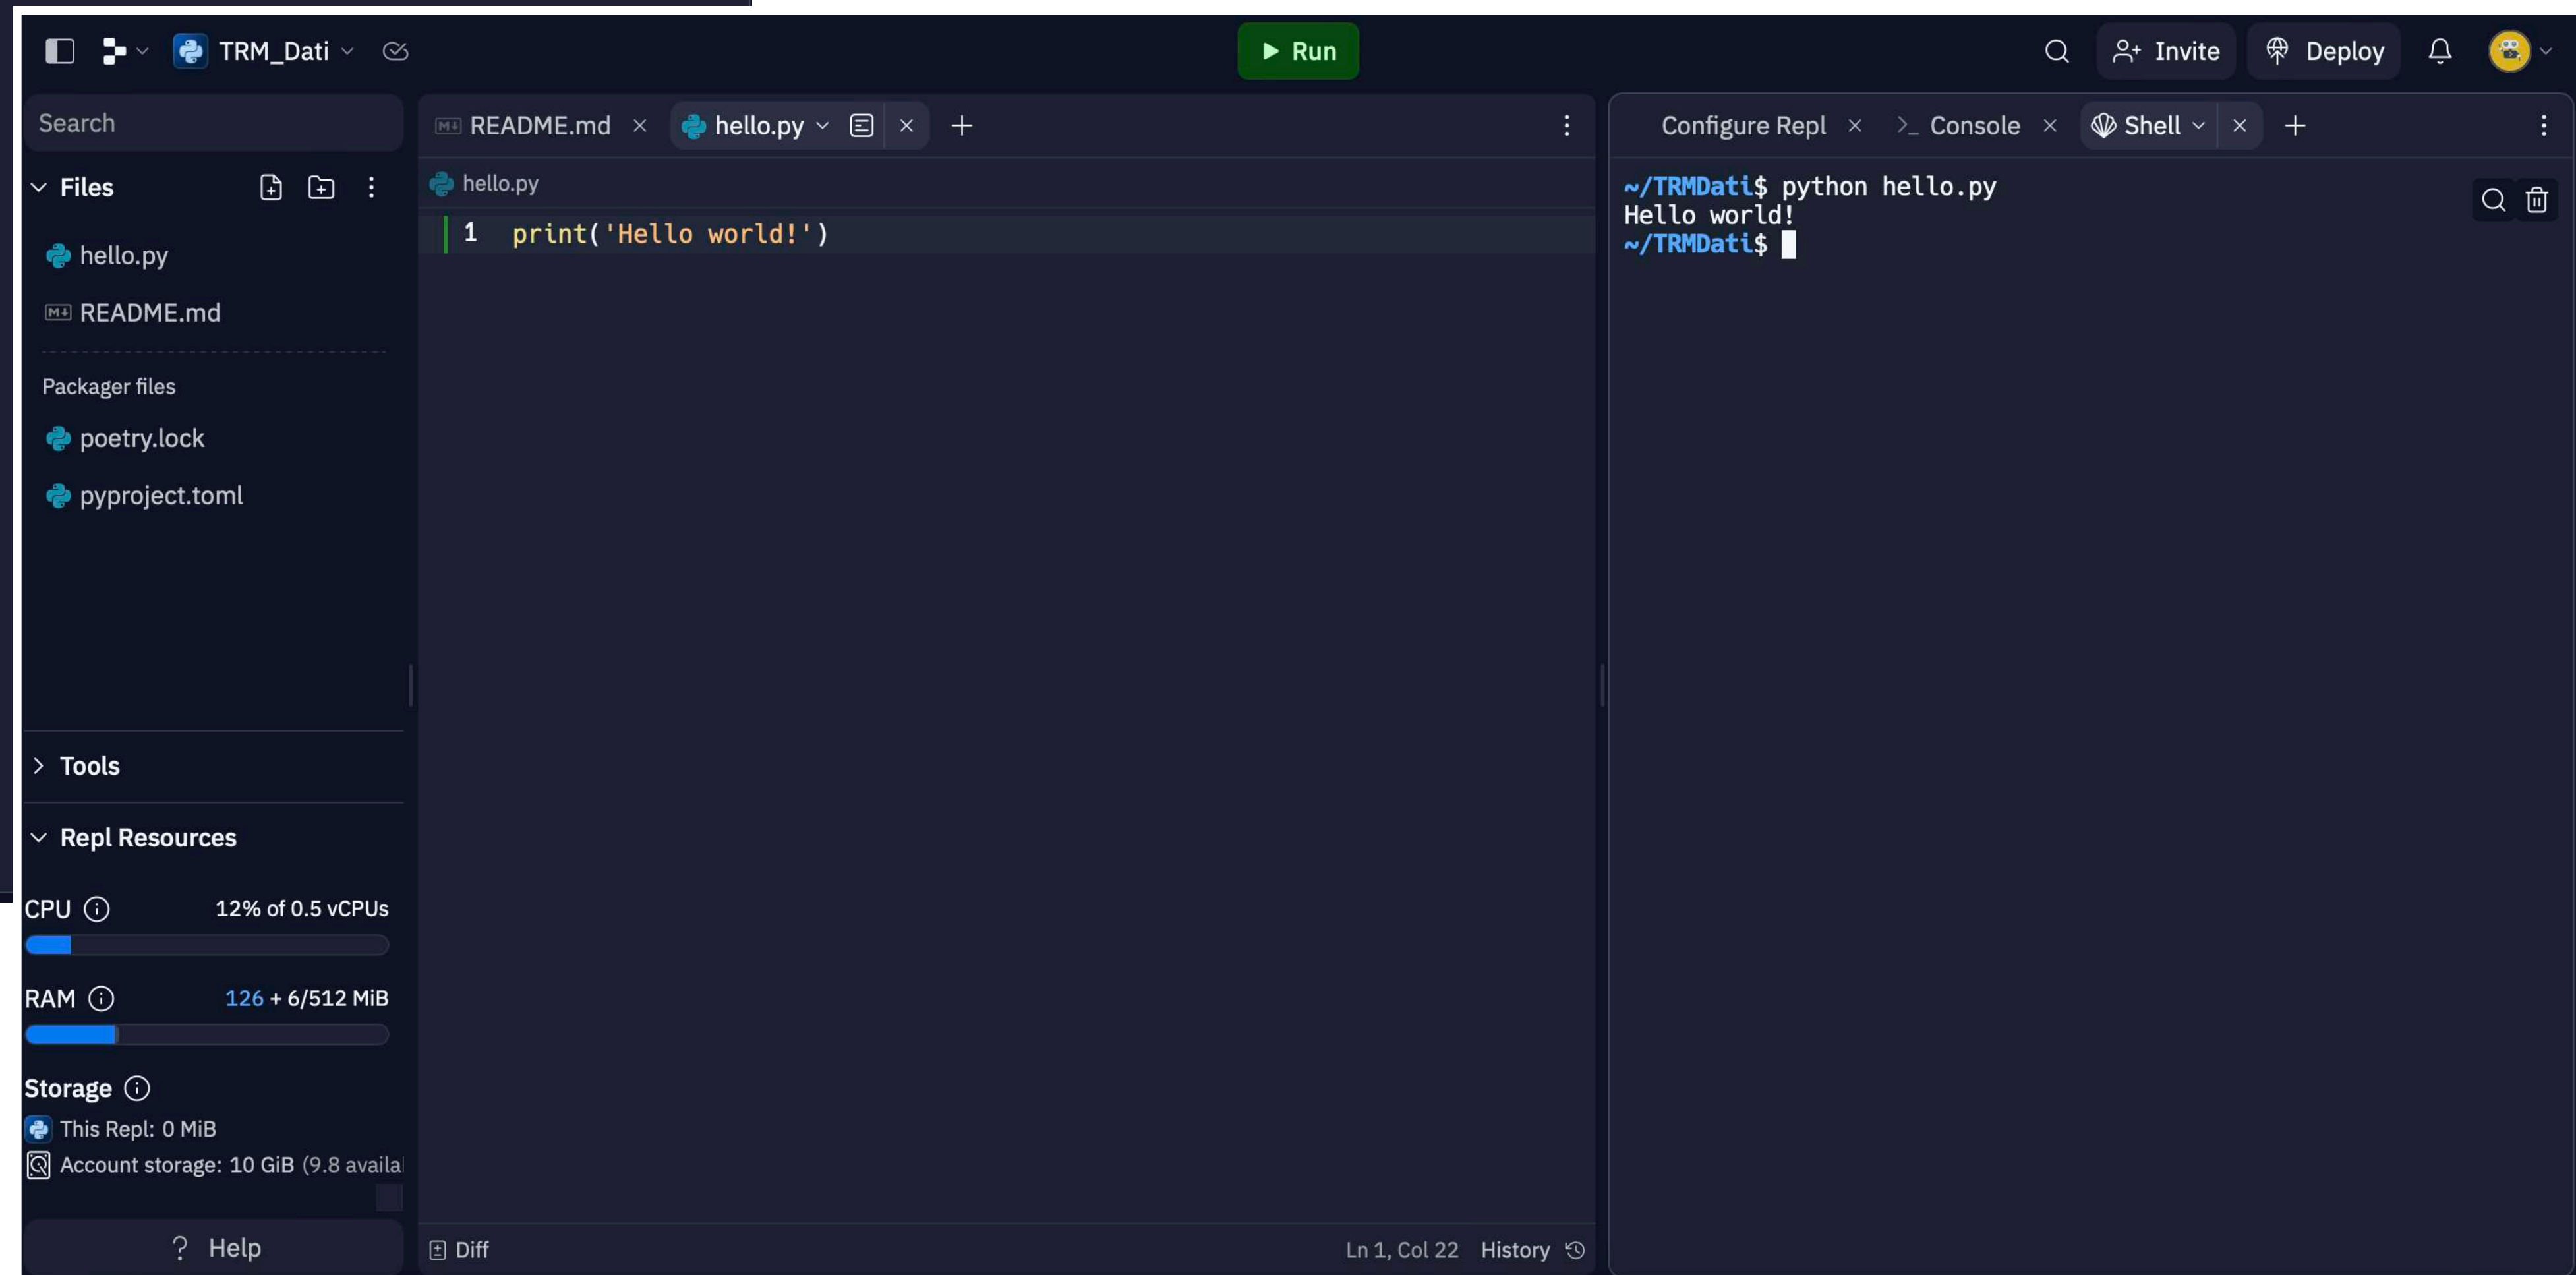 TRM_Dati
Run
Invite
Deploy
Search
Files
hello.py
README.md
Packager files
poetry.lock
pyproject.toml
Tools
Repl Resources
CPU 12% of 0.5 vCPUs
RAM 126 + 6/512 MiB
Storage
This Repl: 0 MiB
Account storage: 10 GiB (9.8 availa
? Help
README.md hello.py
hello.py
1 print('Hello world!')
Diff Ln 1, Col 22 History
Configure Repl >_ Console Shell
~/TRMDati$ python hello.py
Hello world!
~/TRMDati$